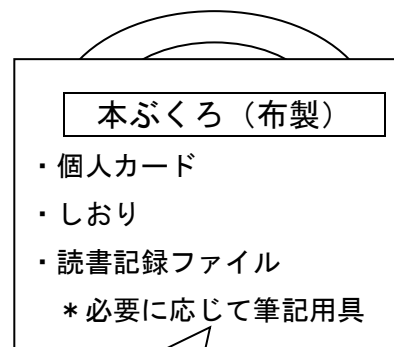 本ぶくろ（布製）
・個人カード
・しおり
・読書記録ファイル
＊必要に応じて筆記用具